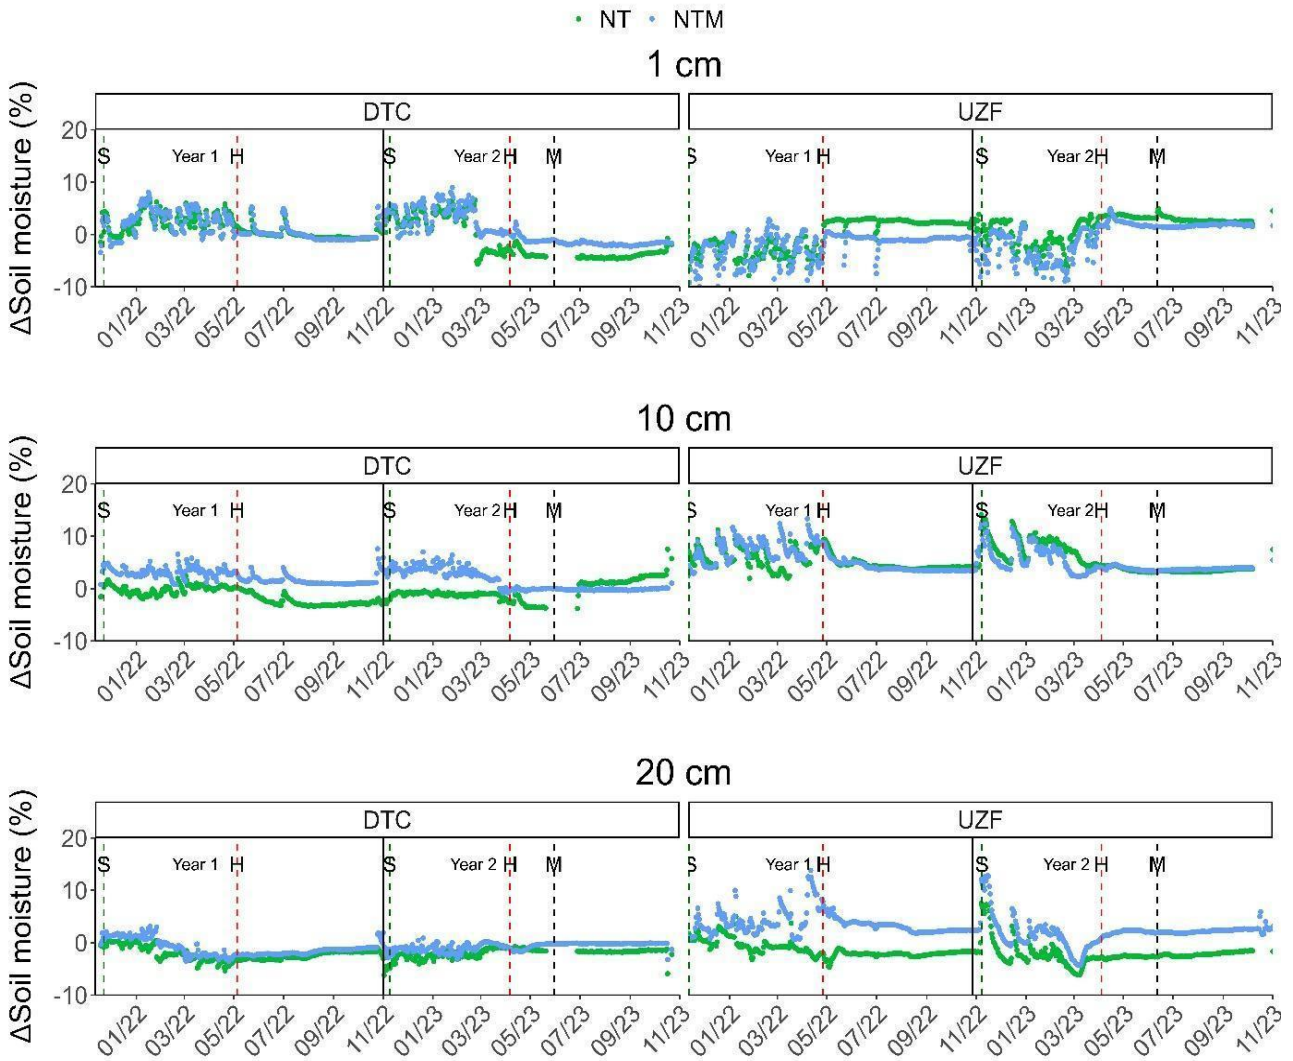 NT NTM
1 cm
DTC UZF
ΔSoil moisture (%)
20
10
0
-10
S Year 1 H S Year 2 H M S Year 1 H S Year 2 H M
01/22 03/22 05/22 07/22 09/22 11/22 01/23 03/23 05/23 07/23 09/23 11/23 01/22 03/22 05/22 07/22 09/22 11/22 01/23 03/23 05/23 07/23 09/23 11/23
10 cm
DTC UZF
ΔSoil moisture (%)
20
10
0
-10
S Year 1 H S Year 2 H M S Year 1 H S Year 2 H M
01/22 03/22 05/22 07/22 09/22 11/22 01/23 03/23 05/23 07/23 09/23 11/23 01/22 03/22 05/22 07/22 09/22 11/22 01/23 03/23 05/23 07/23 09/23 11/23
20 cm
DTC UZF
ΔSoil moisture (%)
20
10
0
-10
S Year 1 H S Year 2 H M S Year 1 H S Year 2 H M
01/22 03/22 05/22 07/22 09/22 11/22 01/23 03/23 05/23 07/23 09/23 11/23 01/22 03/22 05/22 07/22 09/22 11/22 01/23 03/23 05/23 07/23 09/23 11/23